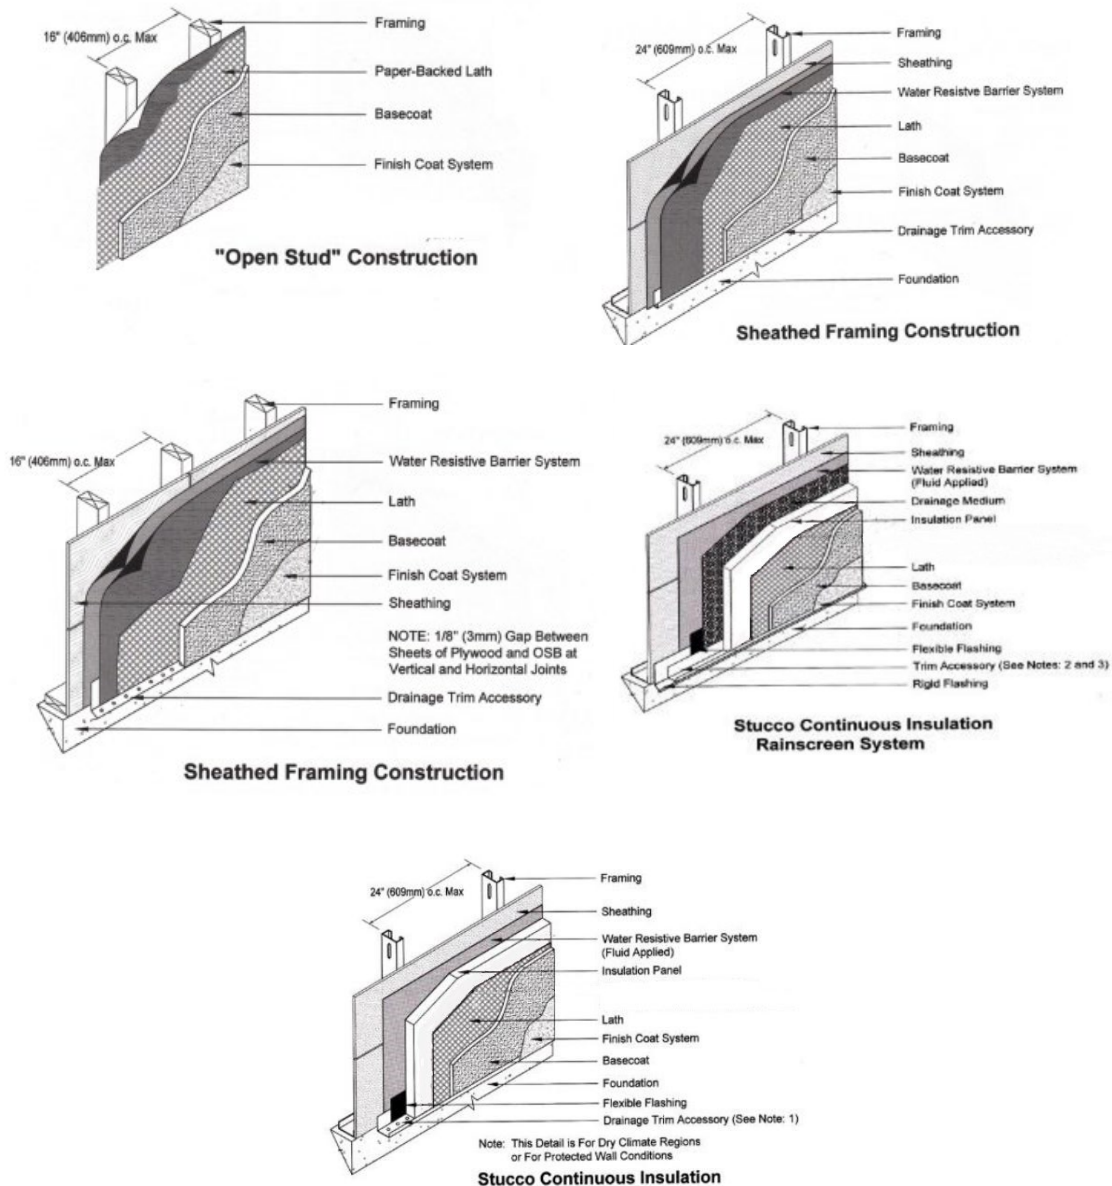 16" (406mm) o.c. Max
Framing
Paper-Backed Lath
Basecoat
Finish Coat System
"Open Stud" Construction
24" (609mm) o.c. Max
Framing
Sheathing
Water Resistve Barrier System
Lath
Basecoat
Finish Coat System
Drainage Trim Accessory
Foundation
Sheathed Framing Construction
16" (406mm) o.c. Max
Framing
Water Resistive Barrier System
Lath
Basecoat
Finish Coat System
Sheathing
NOTE: 1/8" (3mm) Gap Between
Sheets of Plywood and OSB at
Vertical and Horizontal Joints
Drainage Trim Accessory
Foundation
Sheathed Framing Construction
24" (609mm) o.c. Max
Framing
Sheathing
Water Resistive Barrier System
(Fluid Applied)
Drainage Medium
Insulation Panel
Lath
Basecoat
Finish Coat System
Foundation
Flexible Flashing
Trim Accessory (See Notes: 2 and 3)
Rigid Flashing
Stucco Continuous Insulation
Rainscreen System
24" (609mm) o.c. Max
Framing
Sheathing
Water Resistive Barrier System
(Fluid Applied)
Insulation Panel
Lath
Finish Coat System
Basecoat
Foundation
Flexible Flashing
Drainage Trim Accessory (See Note: 1)
Note: This Detail is For Dry Climate Regions
or For Protected Wall Conditions
Stucco Continuous Insulation